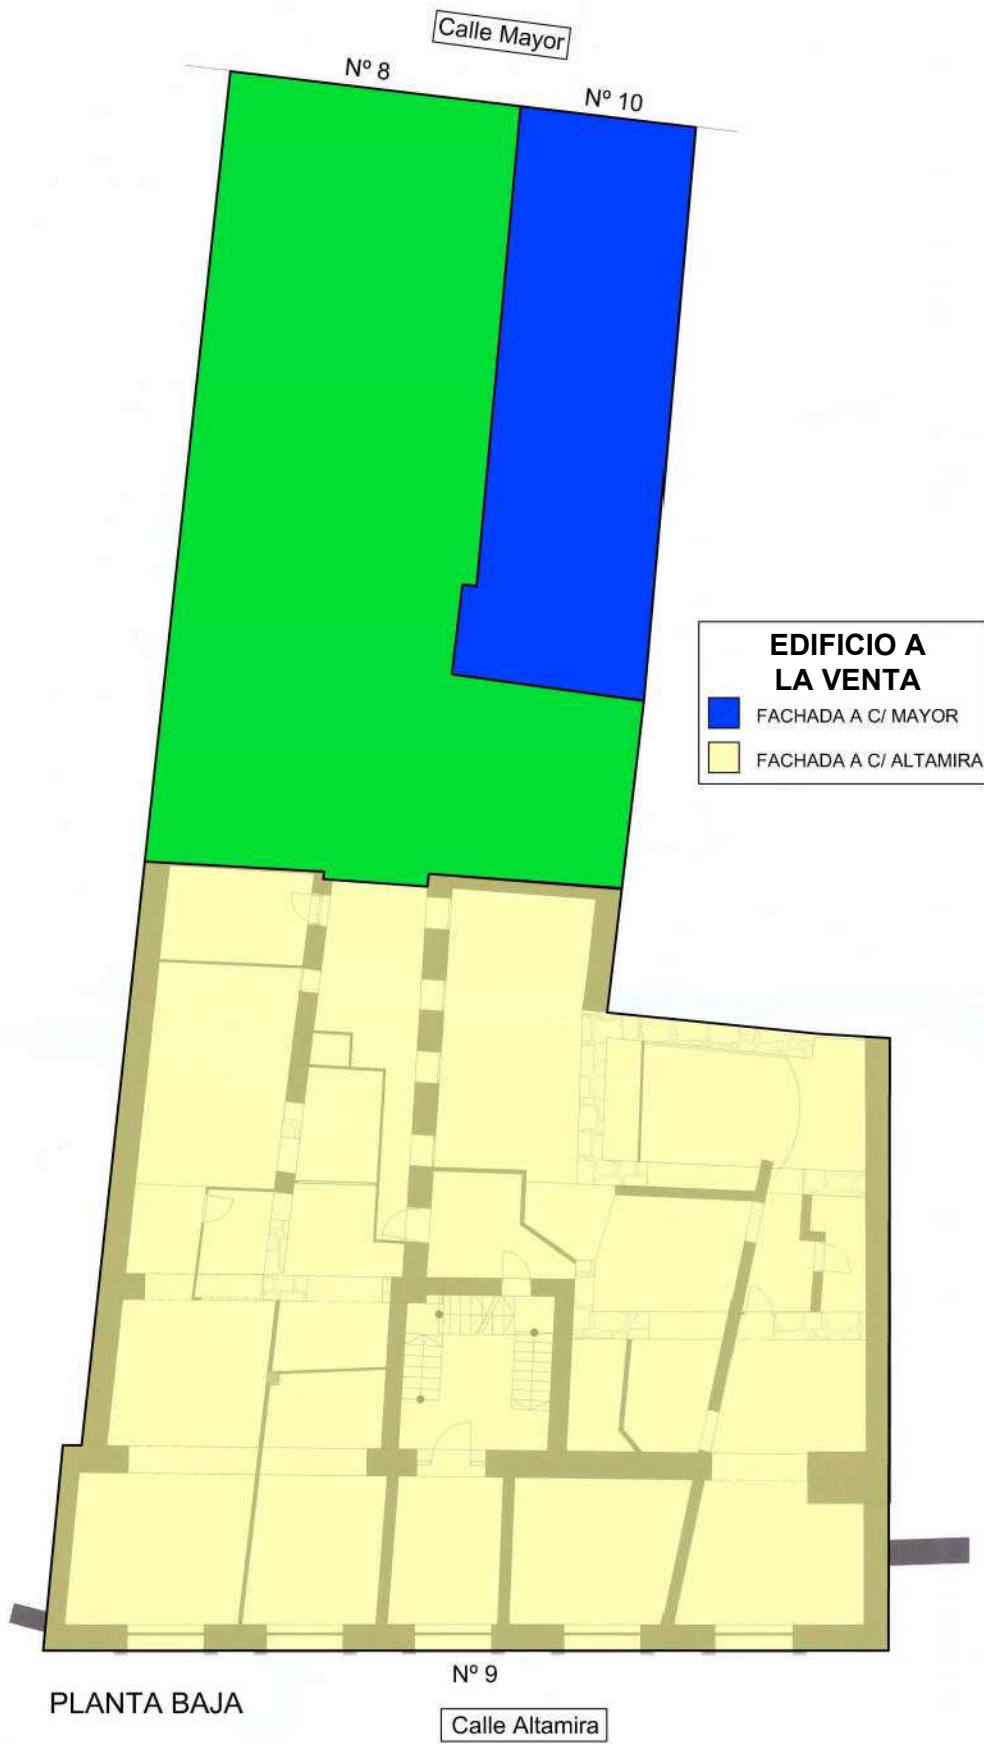 Calle Mayor
Nº 8
Nº 10
EDIFICIO A
LA VENTA
FACHADA A C/ MAYOR
FACHADA A C/ ALTAMIRA
Nº 9
PLANTA BAJA
Calle Altamira